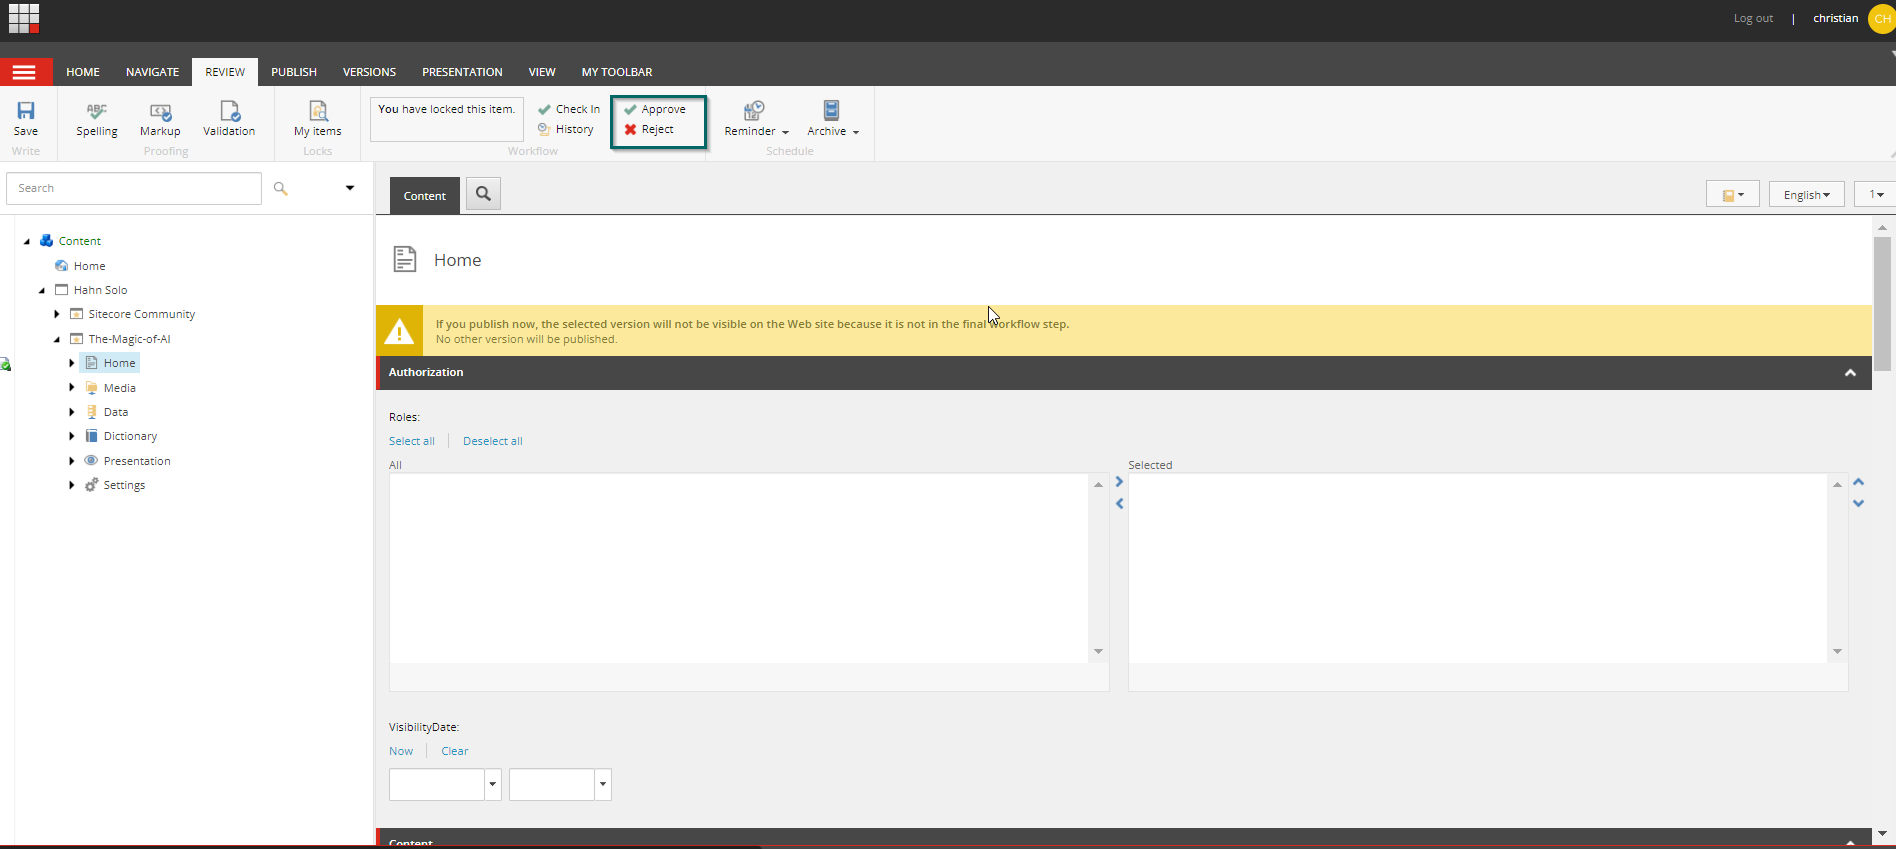 Log out | christian CH
HOME NAVIGATE REVIEW PUBLISH VERSIONS PRESENTATION VIEW MY TOOLBAR
You have locked this item. Check In Approve
History Reject
ABC
12
Save Spelling Markup Validation My items Reminder Archive
Write Proofing Locks Workflow Schedule
Search
Content English 1
Content
Home
Hahn Solo
Sitecore Community
The-Magic-of-AI
Home
Media
Data
Dictionary
Presentation
Settings
Home
If you publish now, the selected version will not be visible on the Web site because it is not in the final workflow step.
No other version will be published.
Authorization
Roles:
Select all Deselect all
All Selected
VisibilityDate:
Now Clear
Content